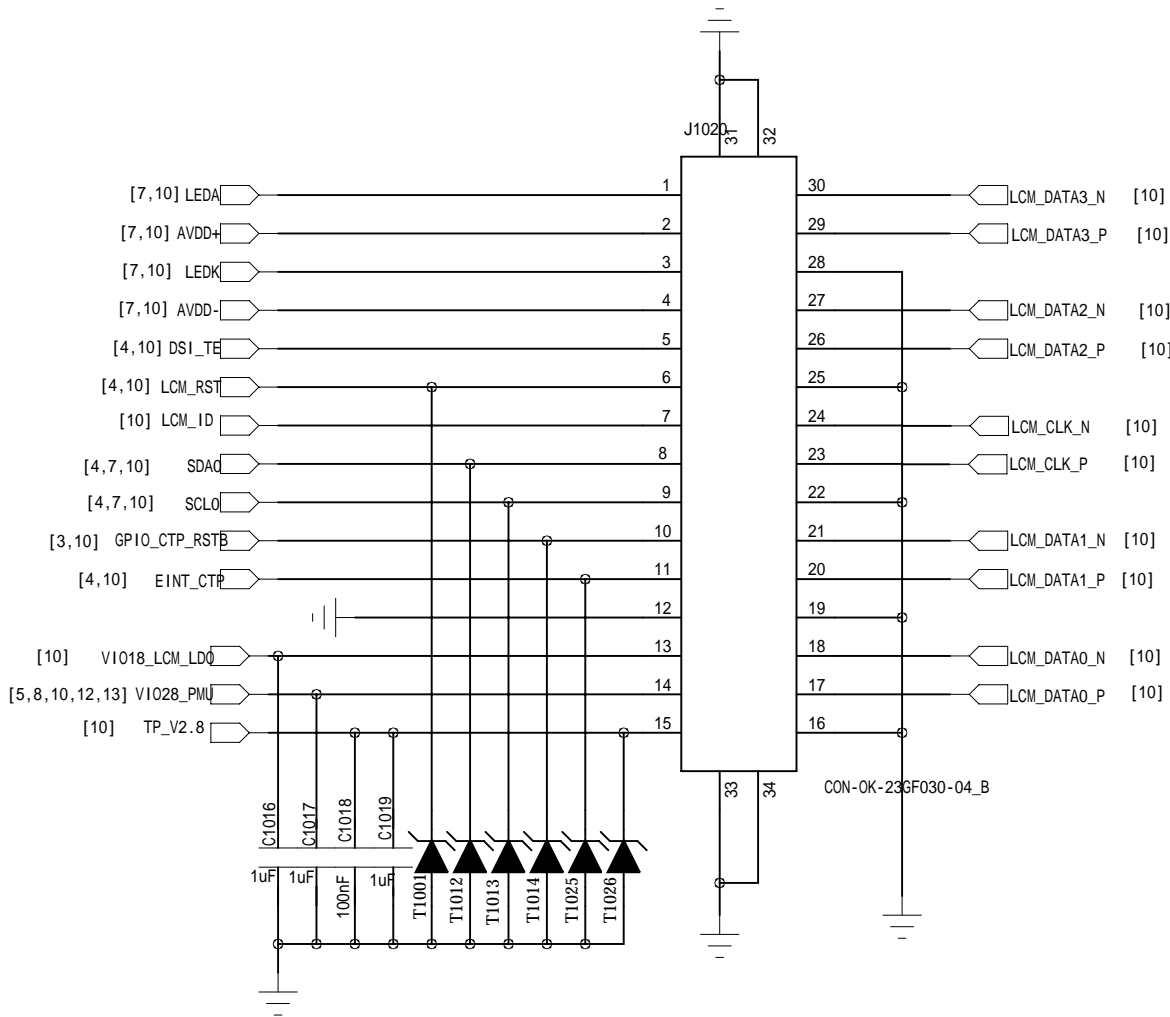 J1020
31
32
[7,10] LEDA
1
30
LCM_DATA3_N [10]
[7,10] AVDD+
2
29
LCM_DATA3_P [10]
[7,10] LEDK
3
28
[7,10] AVDD-
4
27
LCM_DATA2_N [10]
[4,10] DSI_TE
5
26
LCM_DATA2_P [10]
[4,10] LCM_RST
6
25
[10] LCM_ID
7
24
LCM_CLK_N [10]
[4,7,10] SDA0
8
23
LCM_CLK_P [10]
[4,7,10] SCL0
9
22
[3,10] GPIO_CTP_RSTB
10
21
LCM_DATA1_N [10]
[4,10] EINT_CTP
11
20
LCM_DATA1_P [10]
12
19
[10] VIO18_LCM_LDO
13
18
LCM_DATA0_N [10]
[5,8,10,12,13] VIO28_PMU
14
17
LCM_DATA0_P [10]
[10] TP_V2.8
15
16
33
34
CON-OK-23GF030-04_B
C1016
C1017
C1018
C1019
1uF
1uF
100nF
1uF
T1001
T1012
T1013
T1014
T1025
T1026